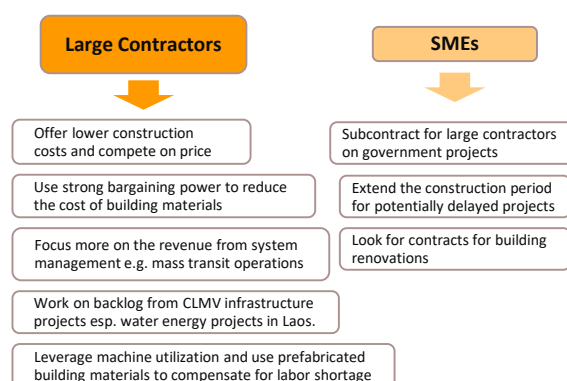 Large Contractors
Offer lower construction
costs and compete on price
Use strong bargaining power to reduce
the cost of building materials
Focus more on the revenue from system
management e.g. mass transit operations
Work on backlog from CLMV infrastructure
projects esp. water energy projects in Laos.
Leverage machine utilization and use prefabricated
building materials to compensate for labor shortage
SMEs
Subcontract for large contractors
on government projects
Extend the construction period
for potentially delayed projects
Look for contracts for building
renovations